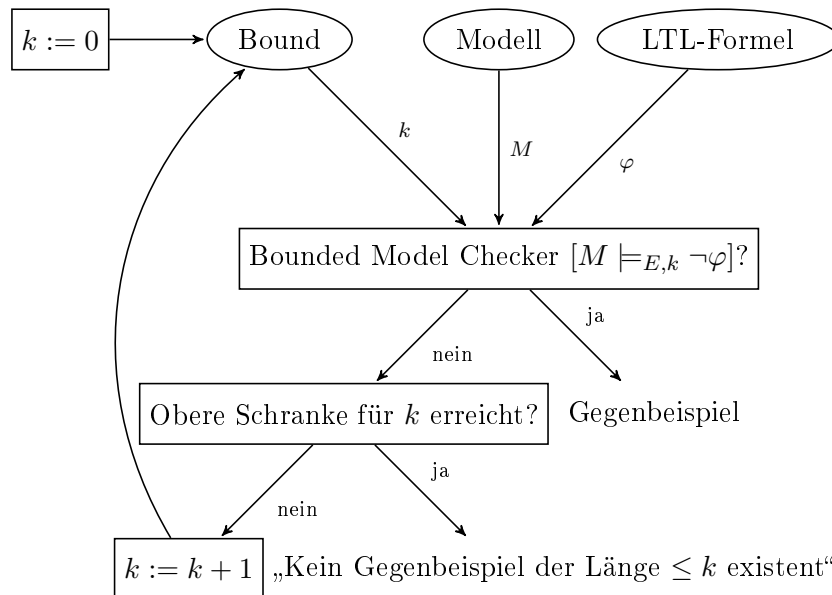 k := 0
Bound
Modell
LTL-Formel
k
M
φ
Bounded Model Checker [M ⊨E,k ¬φ]?
nein
ja
Obere Schranke für k erreicht?
Gegenbeispiel
nein
ja
k := k + 1
„Kein Gegenbeispiel der Länge ≤ k existent“